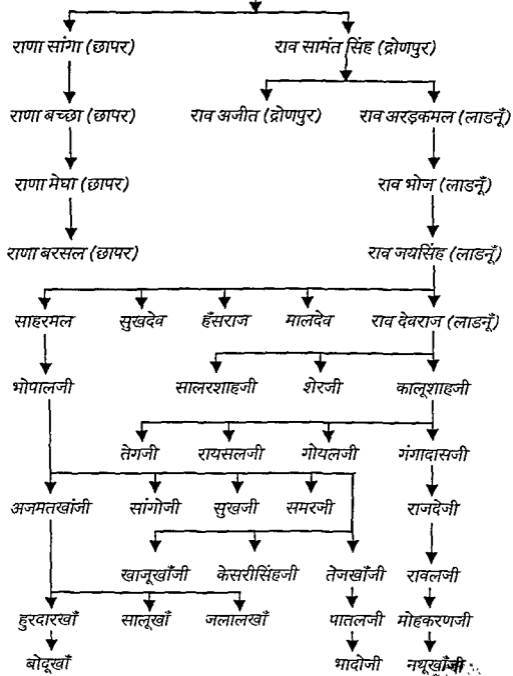 राणा सांगा (छापर) राव सामंत सिंह (द्रोणपुर)
राणा बच्छा (छापर) राव अजीत (द्रोणपुर) राव अरड़कमल (लाडनूँ)
राणा मेघा (छापर) राव भोज (लाडनूँ)
राणा बरसल (छापर) राव जयसिंह (लाडनूँ)
साहरमल सुखदेव हँसराज मालदेव राव देवराज (लाडनूँ)
भोपालजी सालरशाहजी शेरजी कालूशाहजी
तेगजी रायसलजी गोयलजी गंगादासजी
अजमतखांजी सांगोजी सुखजी समरजी राजदेजी
खाजूखाँजी केसरीसिंहजी तेजखाँजी रावलजी
हुरदारखाँ सालूखाँ जलालखाँ पातलजी मोहकरणजी
बोदूखाँ भादोजी नथूखाँजी